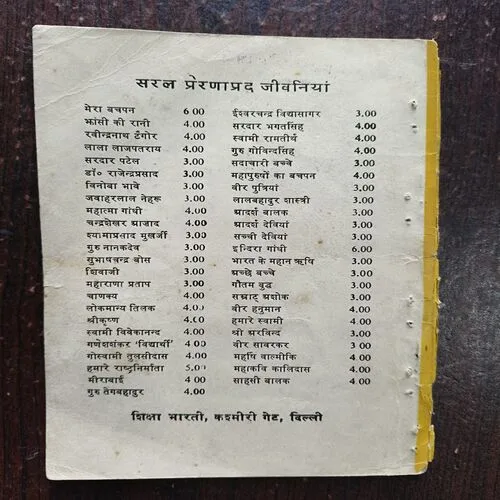 सरल प्रेरणाप्रद जीवनियां
मेरा बचपन 6 00
झांसी की रानी 4.00
रवीन्द्रनाथ टैगोर 4.00
लाला लाजपतराय 4.00
सरदार पटेल 3.00
डॉ० राजेन्द्रप्रसाद 3.00
विनोबा भावे 3.00
जवाहरलाल नेहरू 3.00
महात्मा गांधी 4.00
चन्द्रशेखर आजाद 4.00
श्यामाप्रसाद मुखर्जी 3.00
गुरु नानकदेव 3.00
सुभाषचन्द्र बोस 3.00
शिवाजी 3.00
महाराणा प्रताप 3.00
चाणक्य 4.00
लोकमान्य तिलक 4.00
श्रीकृष्ण 4.00
स्वामी विवेकानन्द 4.00
गणेशशंकर 'विद्यार्थी' 4.00
गोस्वामी तुलसीदास 4.00
हमारे राष्ट्रनिर्माता 5.00
मीराबाई 4.00
गुरु तेगबहादुर 4.00
ईश्वरचन्द्र विद्यासागर 3.00
सरदार भगतसिंह 4.00
स्वामी रामतीर्थ 4.00
गुरु गोविन्दसिंह 4.00
सदाचारी बच्चे 3.00
महापुरुषों का बचपन 4.00
वीर पुत्रियां 3.00
लालबहादुर शास्त्री 3.00
आदर्श बालक 4.00
आदर्श देवियां 4.00
सच्ची देवियां 4.00
इन्दिरा गांधी 3.00
भारत के महान ऋषि 4.00
अच्छे बच्चे 3.00
गौतम बुद्ध 3.00
सम्राट् अशोक 3.00
वीर हनुमान 4.00
हमारे स्वामी 4.00
श्री अरविन्द 3.00
वीर सावरकर 3.00
महर्षि वाल्मीकि 4.00
महाकवि कालिदास 4.00
साहसी बालक 4.00
शिक्षा भारती, कश्मीरी गेट, दिल्ली